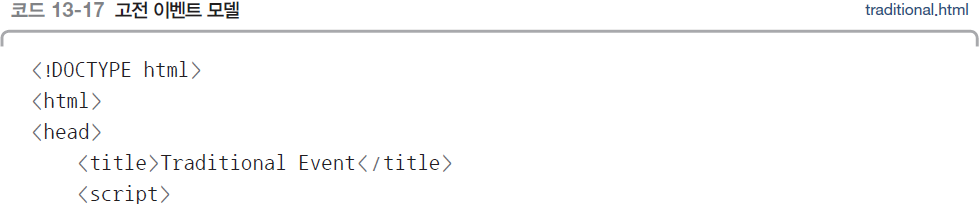 코드 13-17 고전 이벤트 모델 traditional.html
<!DOCTYPE html>
<html>
<head>
    <title>Traditional Event</title>
    <script>